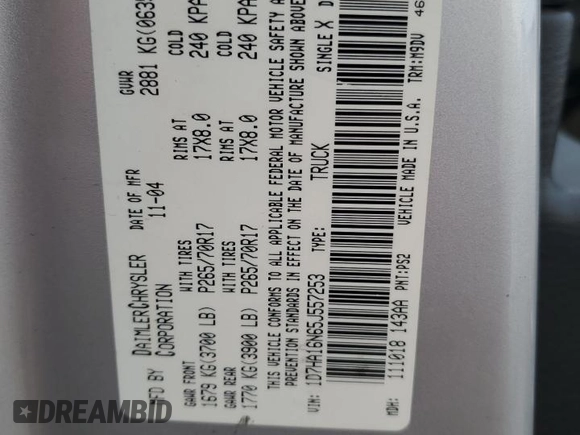 DAIMLERCHRYSLER CORPORATION
DATE OF MFR
11-04
GVWR
2881 KG(
GAWR FRONT
WITH TIRES
RIMS AT
COLD
1679 KG(3700 LB)
P265/70R17
17X8.0
240 KPA
GAWR REAR
WITH TIRES
RIMS AT
COLD
1770 KG(3900 LB)
P265/70R17
17X8.0
240 KPA
THIS VEHICLE CONFORMS TO ALL APPLICABLE FEDERAL MOTOR VEHICLE SAFETY
PREVENTION STANDARDS IN EFFECT ON THE DATE OF MANUFACTURE SHOWN ABOVE
VIN: 1D7HA16N65J557253
TYPE: TRUCK
SINGLE X
MDH: 111018 143AA
PNT: PS2
VEHICLE MADE IN U.S.A.
TRM: M9DV
DREAMBID